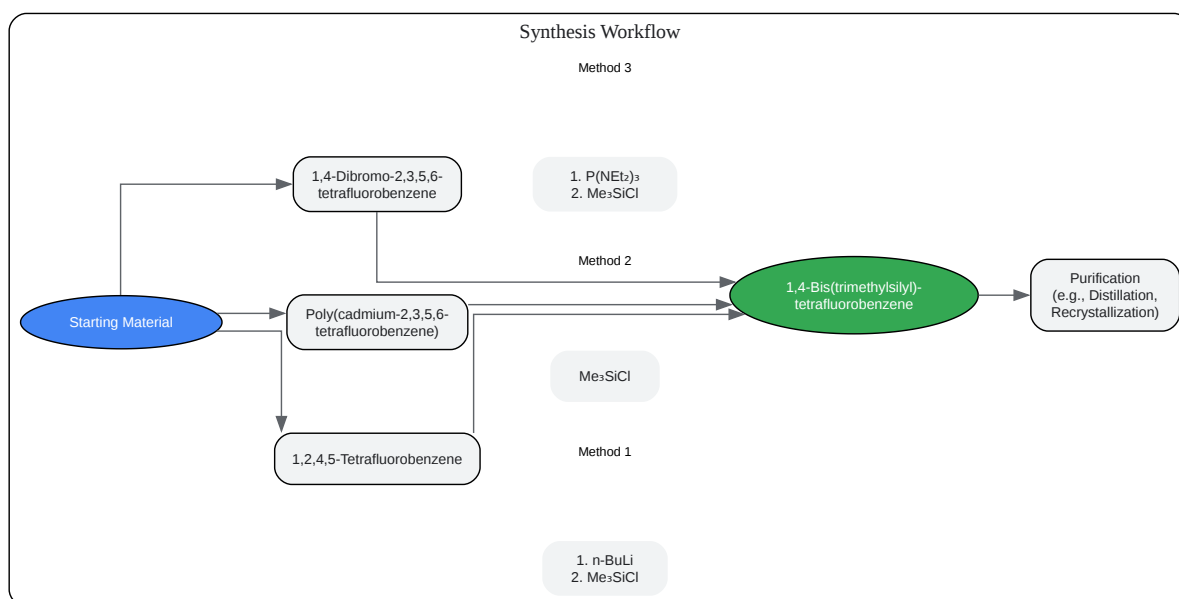 Synthesis Workflow
Method 3
1,4-Dibromo-2,3,5,6-
tetrafluorobenzene
1. P(NEt₂)₃
2. Me₃SiCl
Method 2
1,4-Bis(trimethylsilyl)-
tetrafluorobenzene
Purification
(e.g., Distillation,
Recrystallization)
Starting Material
Poly(cadmium-2,3,5,6-
tetrafluorobenzene)
Me₃SiCl
Method 1
1,2,4,5-Tetrafluorobenzene
1. n-BuLi
2. Me₃SiCl